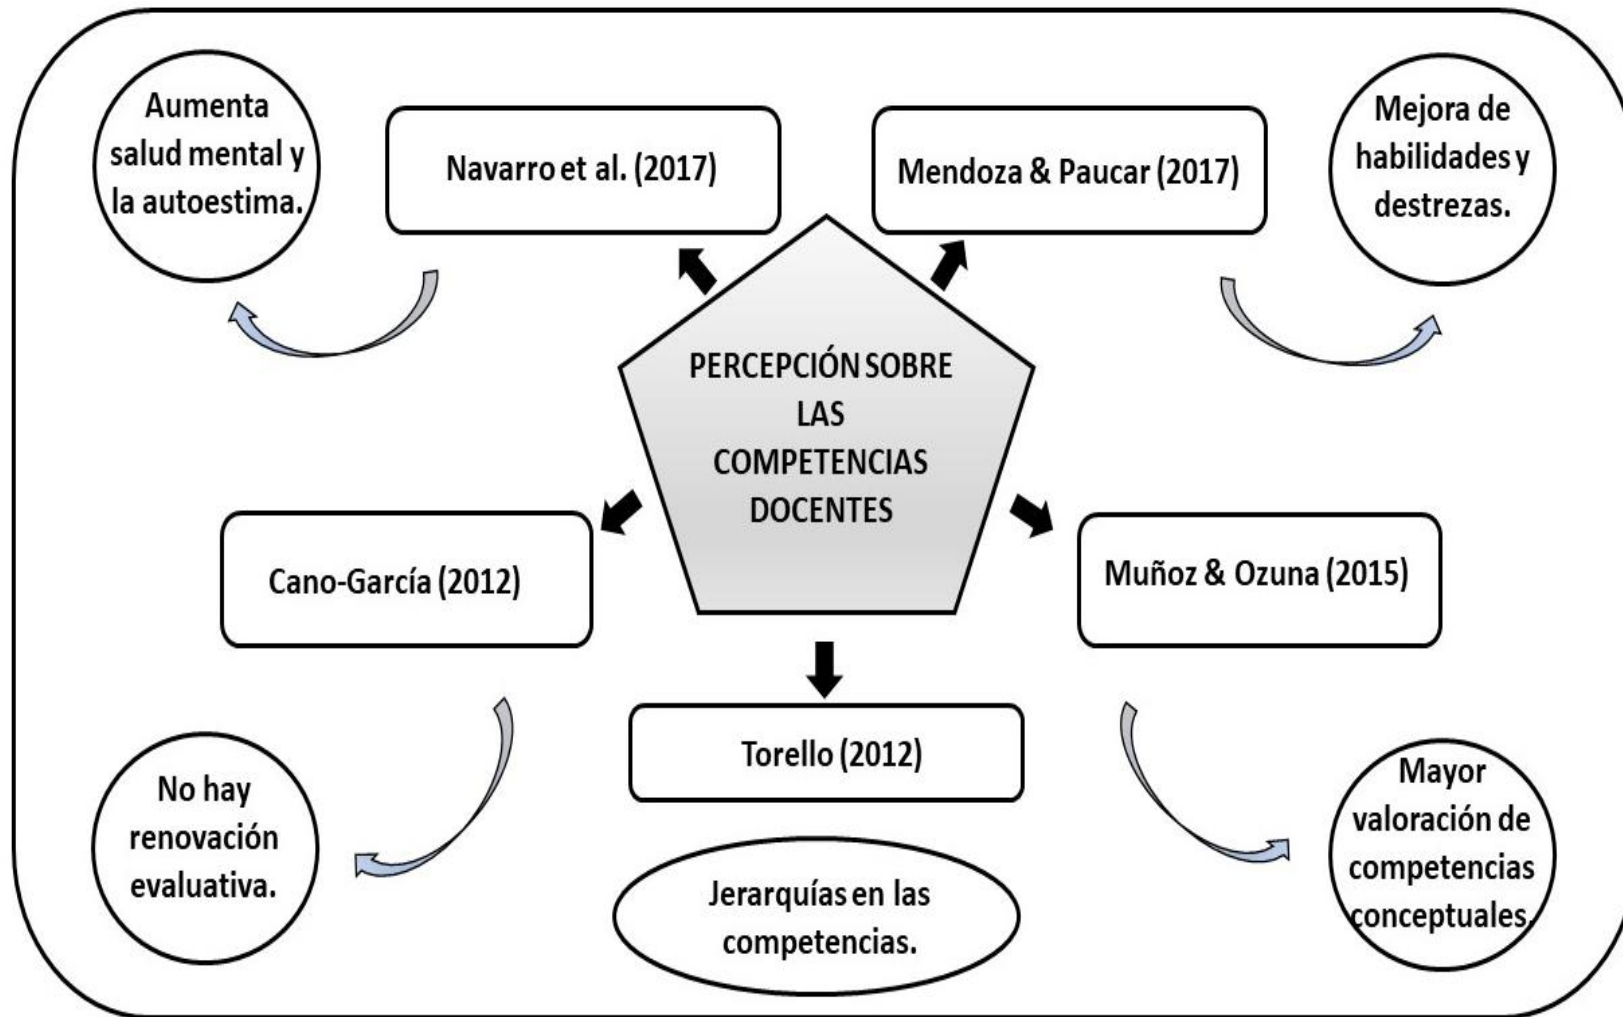 Aumenta
salud mental y
la autoestima.
Navarro et al. (2017)
Mendoza & Paucar (2017)
Mejora de
habilidades y
destrezas.
PERCEPCIÓN SOBRE
LAS
COMPETENCIAS
DOCENTES
Cano-García (2012)
Muñoz & Ozuna (2015)
Torello (2012)
No hay
renovación
evaluativa.
Jerarquías en las
competencias.
Mayor
valoración de
competencias
conceptuales.